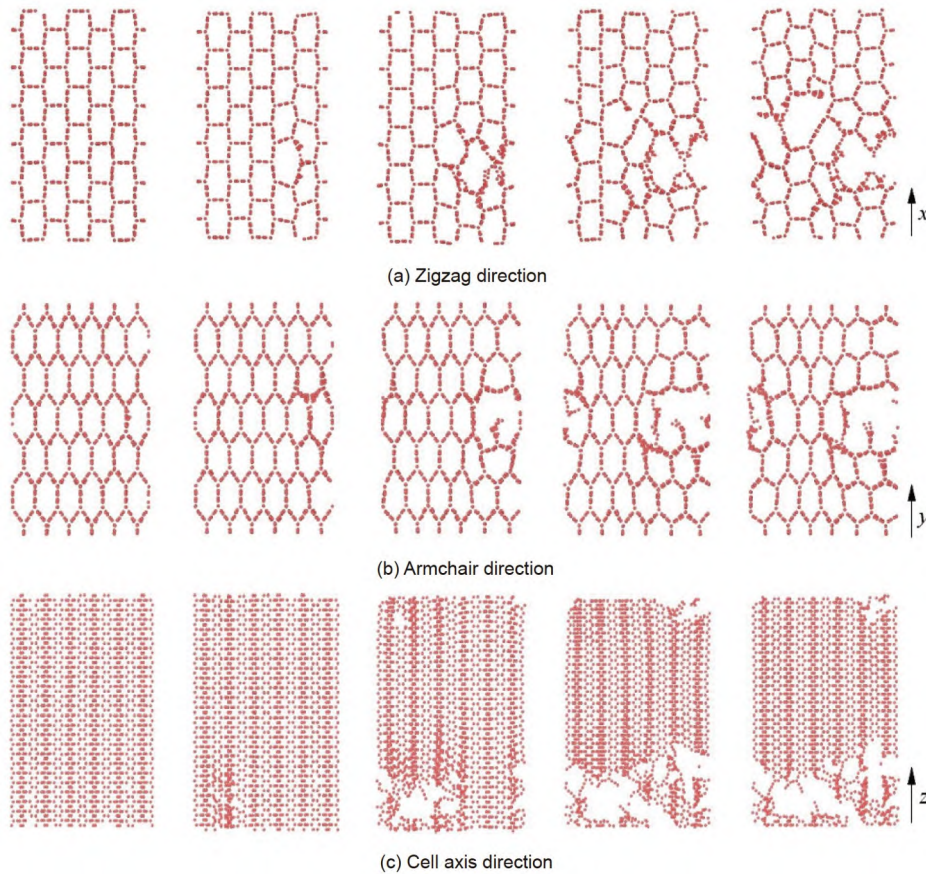 x
(a) Zigzag direction
y
(b) Armchair direction
z
(c) Cell axis direction